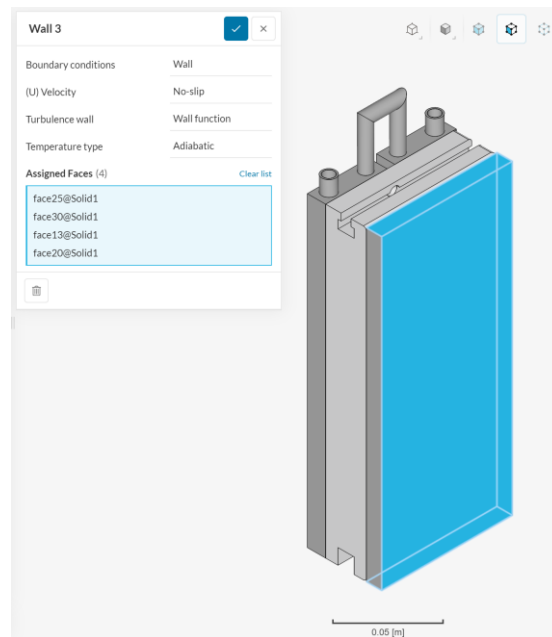 Wall 3
Boundary conditions Wall
(U) Velocity No-slip
Turbulence wall Wall function
Temperature type Adiabatic
Assigned Faces (4) Clear list
face25@Solid1
face30@Solid1
face13@Solid1
face20@Solid1
0.05 [m]